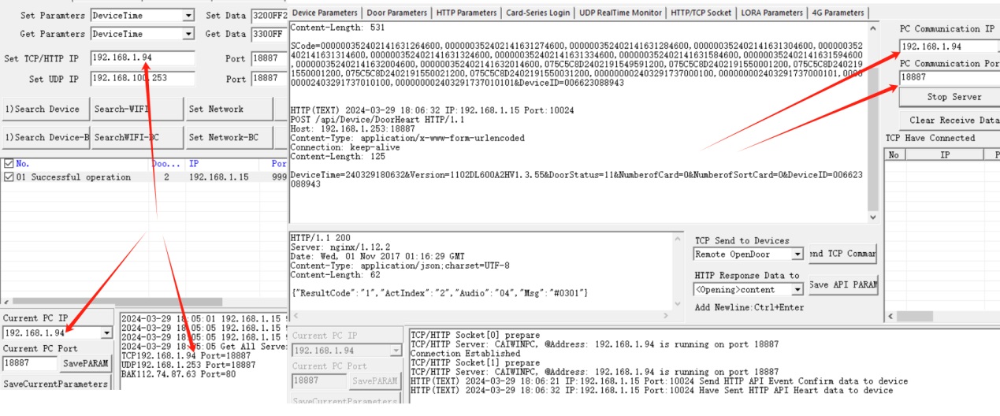 Set Paramters DeviceTime Set Data 3200FF2
Get Paramters DeviceTime Get Data 3300FF
Set TCP/HTTP IP 192.168.1.94 Port 18887
Set UDP IP 192.168.100.253 Port 18887
1)Search Device Search-WIFI Set Network
1)Search Device-B SearchWIFI-BC Set Network-BC
No. Doo... IP Por
01 Successful operation 2 192.168.1.15 999
Current PC IP
192.168.1.94
Current PC Port
18887 SavePARAM
SaveCurrentParameters
2024-03-29 18:05:01 192.168.1.15
2024-03-29 18:05:05 192.168.1.15
2024-03-29 18:05:05 192.168.1.15
2024-03-29 18:05:05 Get All Serve
TCP192.168.1.94 Port=18887
UDP192.168.1.253 Port=18887
BAK112.74.87.63 Port=80
Device Parameters Door Parameters HTTP Parameters Card-Series Login UDP RealTime Monitor HTTP/TCP Socket LORA Parameters 4G Parameters
Content-Length: 531
SCode=0000003524021416312646 00,000000352402141631274600,000000352402141631284600,000000352402141631304600,000000352
402141631314600,000000352402141631324600,000000352402141631334600,000000352402141631584600,000000352402141631594600
,000000352402141632004600,000000352402141632014600,075C5C8D2402191549591200,075C5C8D2402191550001200,075C5C8D240219
1550001200,075C5C8D2402191550021200,075C5C8D2402191550031200,000000002403291737000100,000000002403291737000101,0000
00002403291737010100,000000002403291737010101&DeviceID=006623088943
HTTP(TEXT) 2024-03-29 18:06:32 IP:192.168.1.15 Port:10024
POST /api/Device/DoorHeart HTTP/1.1
Host: 192.168.1.253:18887
Content-Type: application/x-www-form-urlencoded
Connection: keep-alive
Content-Length: 125
DeviceTime=240329180632&Version=1102DL600A2HV1.3.55&DoorStatus=11&NumberofCard=0&NumberofSortCard=0&DeviceID=006623
088943
HTTP/1.1 200
Server: nginx/1.12.2
Date: Wed, 01 Nov 2017 01:16:29 GMT
Content-Type: application/json;charset=UTF-8
Content-Length: 62
{"ResultCode":"1","ActIndex":"2","Audio":"04","Msg":"#0301"}
TCP Send to Devices
Remote OpenDoor end TCP Commar
HTTP Response Data to
<Opening>content Save API PARAM
Add Newline:Ctrl+Enter
PC Communication IP
192.168.1.94
PC Communication Por
18887
Stop Server
Clear Receive Data
TCP Have Connected
No IP P
Current PC IP
192.168.1.94
Current PC Port
18887 SavePARAM
SaveCurrentParameters
TCP/HTTP Socket[0] prepare
TCP/HTTP Server: CAIWINPC, @Address: 192.168.1.94 is running on port 18887
Connection Established
TCP/HTTP Socket[1] prepare
TCP/HTTP Server: CAIWINPC, @Address: 192.168.1.94 is running on port 18887
HTTP(TEXT) 2024-03-29 18:06:21 IP:192.168.1.15 Port:10024 Send HTTP API Event Confirm data to device
HTTP(TEXT) 2024-03-29 18:06:32 IP:192.168.1.15 Port:10024 Have Sent HTTP API Heart data to device